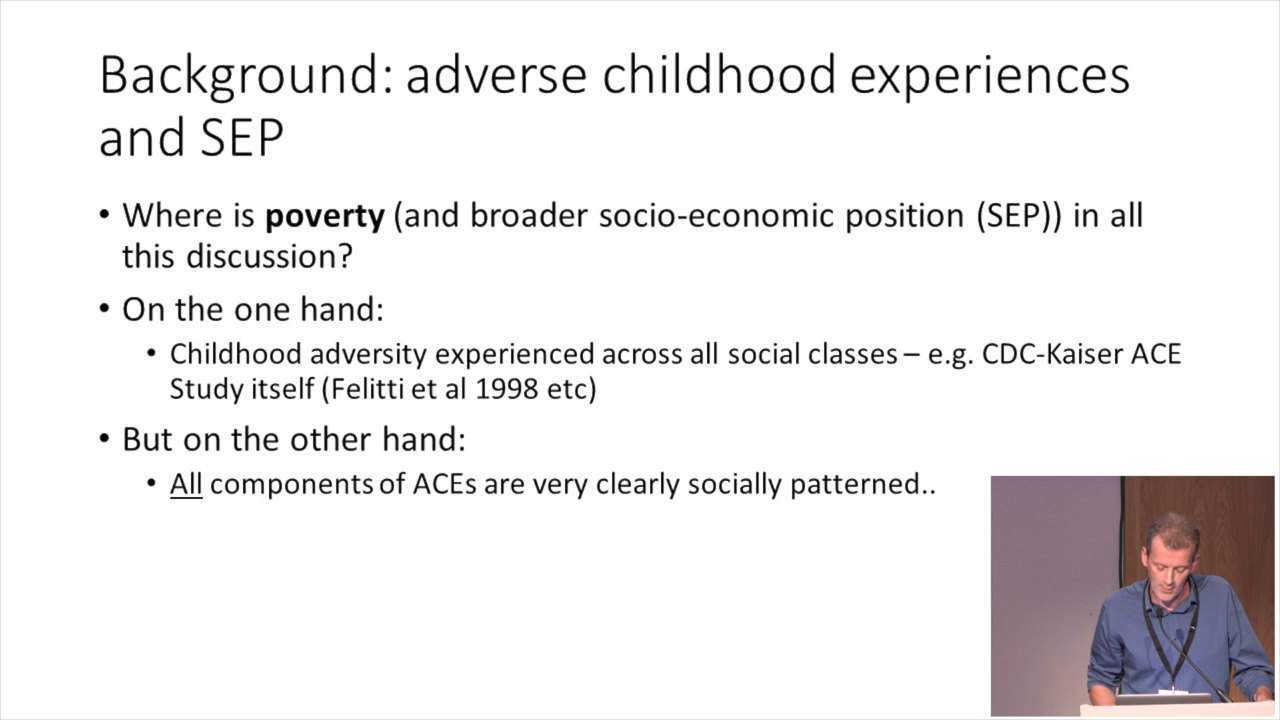 Background: adverse childhood experiences
and SEP
• Where is poverty (and broader socio-economic position (SEP)) in all
this discussion?
• On the one hand:
• Childhood adversity experienced across all social classes – e.g. CDC-Kaiser ACE
Study itself (Felitti et al 1998 etc)
• But on the other hand:
• All components of ACEs are very clearly socially patterned..